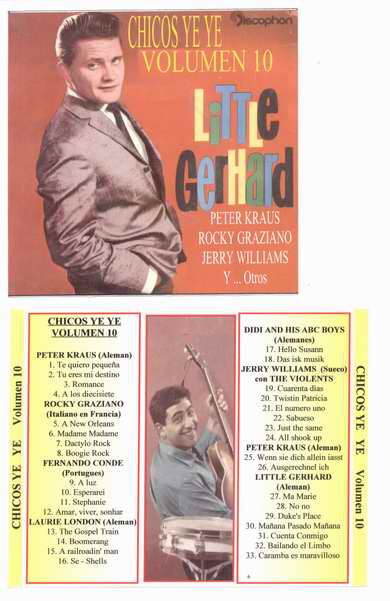 Discophon
CHICOS YE YE
VOLUMEN 10
LITTLE
GERHARD
PETER KRAUS
ROCKY GRAZIANO
JERRY WILLIAMS
Y ... Otros
CHICOS YE YE Volumen 10
CHICOS YE YE
VOLUMEN 10
PETER KRAUS (Aleman)
1. Te quiero pequeña
2. Tu eres mi destino
3. Romance
4. A los diecisiete
ROCKY GRAZIANO
(Italiano en Francia)
5. A New Orleans
6. Madame Madame
7. Dactylo Rock
8. Boogie Rock
FERNANDO CONDE
(Portugues)
9. A luz
10. Esperarei
11. Stephanie
12. Amar, viver, sonhar
LAURIE LONDON (Aleman)
13. The Gospel Train
14. Boomerang
15. A railroadin' man
16. Se - Shells
DIDI AND HIS ABC BOYS
(Alemanes)
17. Hello Susann
18. Das isk musik
JERRY WILLIAMS (Sueco)
con THE VIOLENTS
19. Cuarenta dias
20. Twistin Patricia
21. El numero uno
22. Sabueso
23. Just the same
24. All shook up
PETER KRAUS (Aleman)
25. Wenn sie dich allein iasst
26. Ausgerechnel ich
LITTLE GERHARD
(Aleman)
27. Ma Marie
28. No no
29. Duke's Place
30. Mañana Pasado Mañana
31. Cuenta Conmigo
32. Bailando el Limbo
33. Caramba es maravilloso
CHICOS YE YE Volumen 10